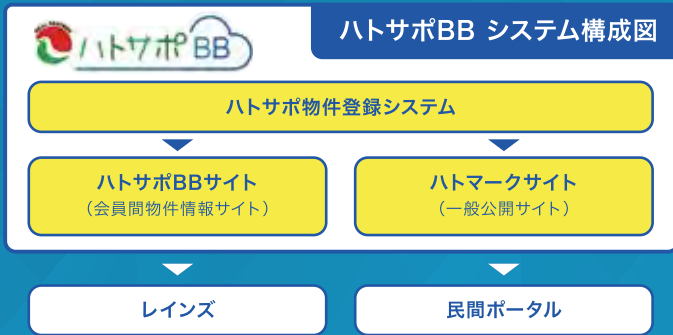 ハトサポBB
ハトサポBB システム構成図
ハトサポ物件登録システム
ハトサポBBサイト
（会員間物件情報サイト）
ハトマークサイト
（一般公開サイト）
レインズ
民間ポータル